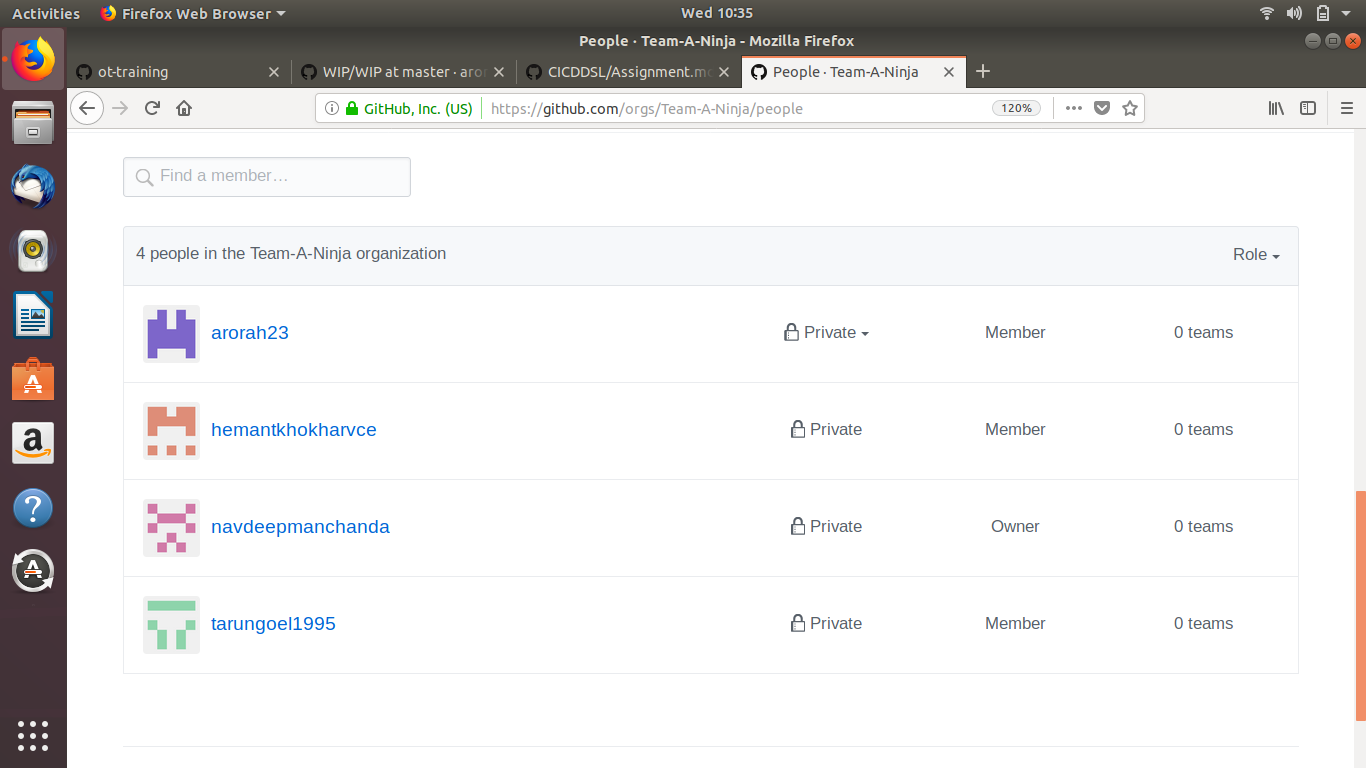 Activities Firefox Web Browser Wed 10:35
People · Team-A-Ninja - Mozilla Firefox
ot-training WIP/WIP at master · aror CICDDSL/Assignment.md People · Team-A-Ninja
GitHub, Inc. (US) https://github.com/orgs/Team-A-Ninja/people 120%
Find a member…
4 people in the Team-A-Ninja organization Role
arorah23 Private Member 0 teams
hemantkhokharvce Private Member 0 teams
navdeepmanchanda Private Owner 0 teams
tarungoel1995 Private Member 0 teams